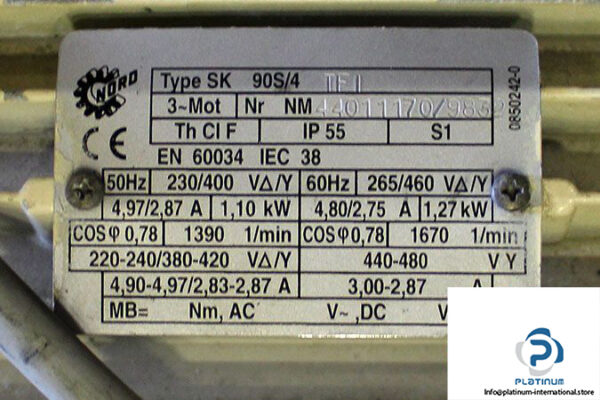 NORD
Type SK 90S/4 TF1
3~Mot Nr NM 44011170/9832
Th Cl F IP 55 S1
EN 60034 IEC 38
0850242-0
50Hz 230/400 VΔ/Y 60Hz 265/460 VΔ/Y
4,97/2,87 A 1,10 kW 4,80/2,75 A 1,27 kW
COSφ 0,78 1390 1/min COSφ 0,78 1670 1/min
220-240/380-420 VΔ/Y 440-480 V Y
4,90-4,97/2,83-2,87 A 3,00-2,87 A
MB= Nm, AC V~,DC V
PLATINUM
www.platinum-international.store